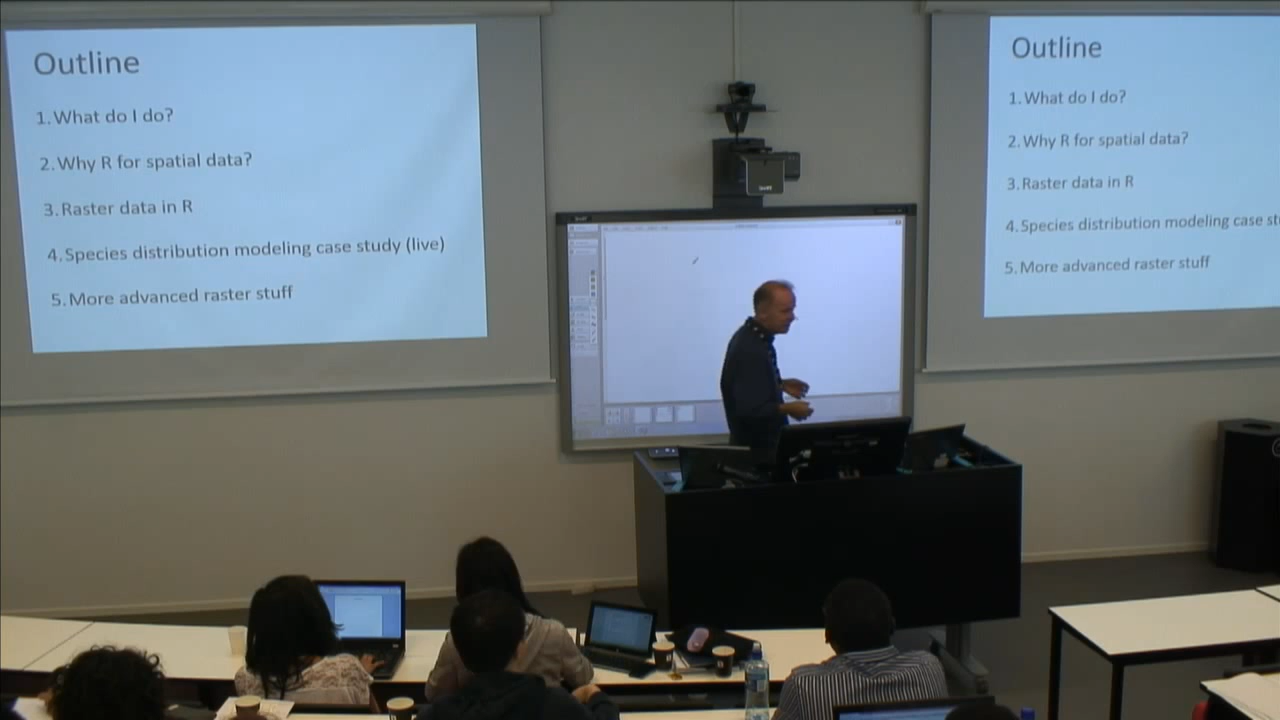 Outline
1. What do I do?
2. Why R for spatial data?
3. Raster data in R
4. Species distribution modeling case study (live)
5. More advanced raster stuff
Outline
1. What do I do?
2. Why R for spatial data?
3. Raster data in R
4. Species distribution modeling case st
5. More advanced raster stuff